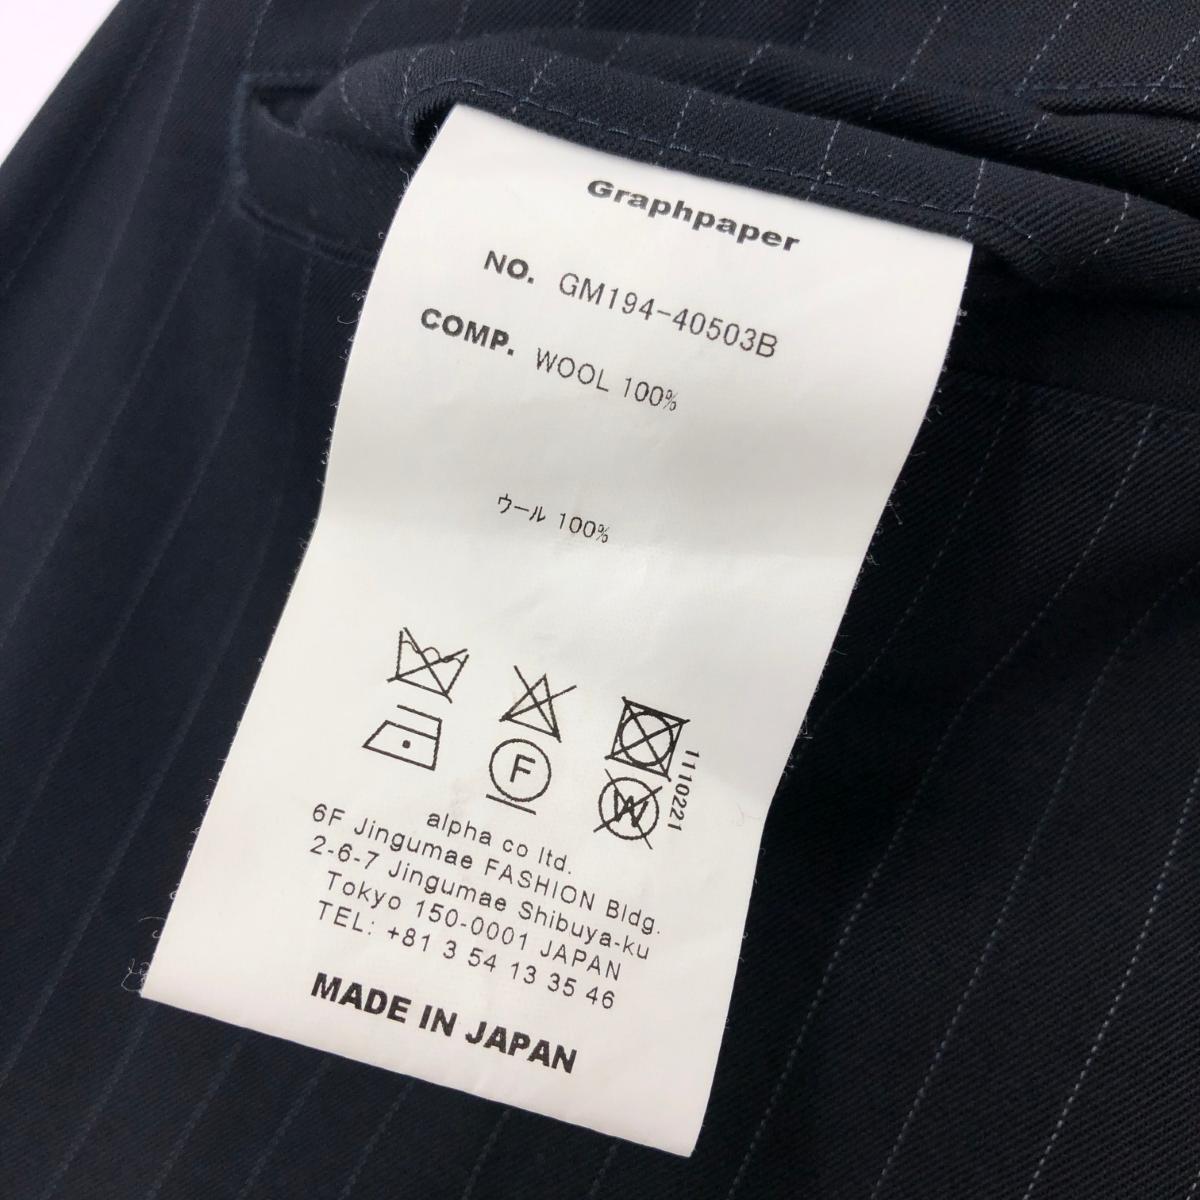 Graphpaper
NO. GM194-40503B
COMP. WOOL 100%
ウール 100%
F
W
1110221
alpha co ltd.
6F Jingumae FASHION Bldg.
2-6-7 Jingumae Shibuya-ku
Tokyo 150-0001 JAPAN
TEL: +81 3 54 13 35 46
MADE IN JAPAN